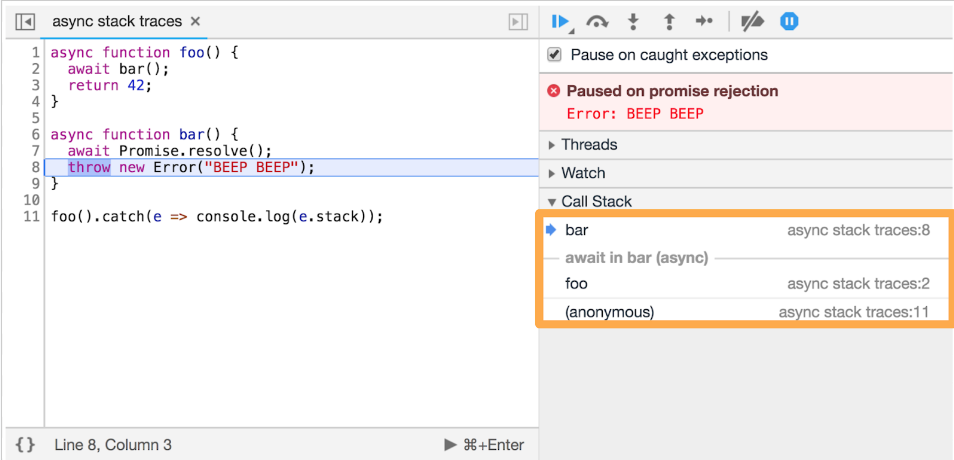 async stack traces ×
1 async function foo() {
2   await bar();
3   return 42;
4 }
5
6 async function bar() {
7   await Promise.resolve();
8   throw new Error("BEEP BEEP");
9 }
10
11 foo().catch(e => console.log(e.stack));
{ } Line 8, Column 3 ⌘+Enter
Pause on caught exceptions
Paused on promise rejection
Error: BEEP BEEP
Threads
Watch
Call Stack
bar async stack traces:8
await in bar (async)
foo async stack traces:2
(anonymous) async stack traces:11